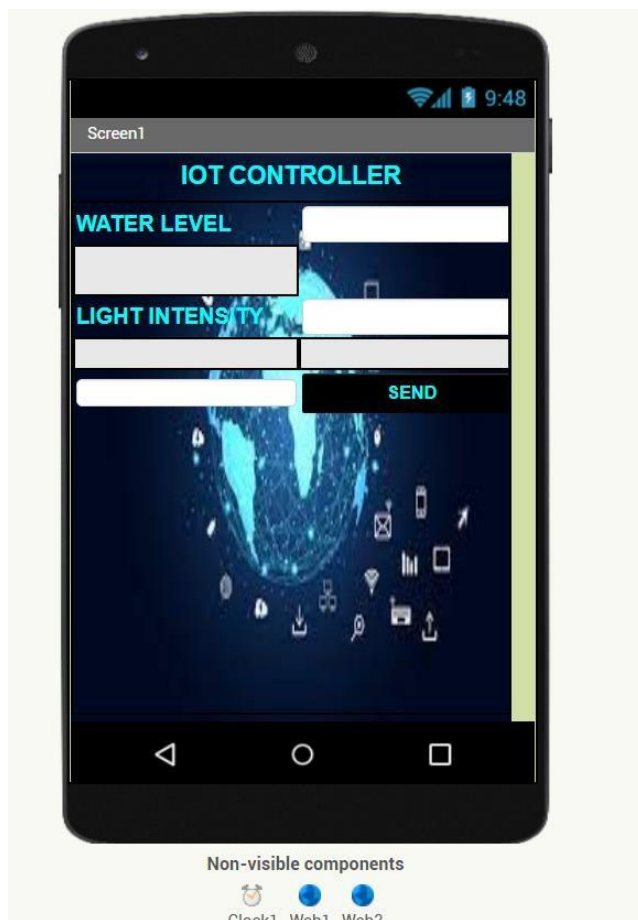 9:48
Screen1
IOT CONTROLLER
WATER LEVEL
LIGHT INTENSITY
SEND
Non-visible components
Clock1 Web1 Web2